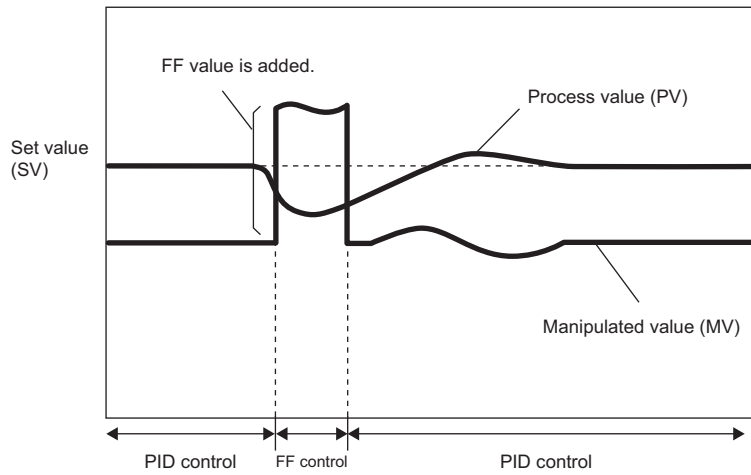 FF value is added.
Process value (PV)
Set value
(SV)
Manipulated value (MV)
PID control
FF control
PID control